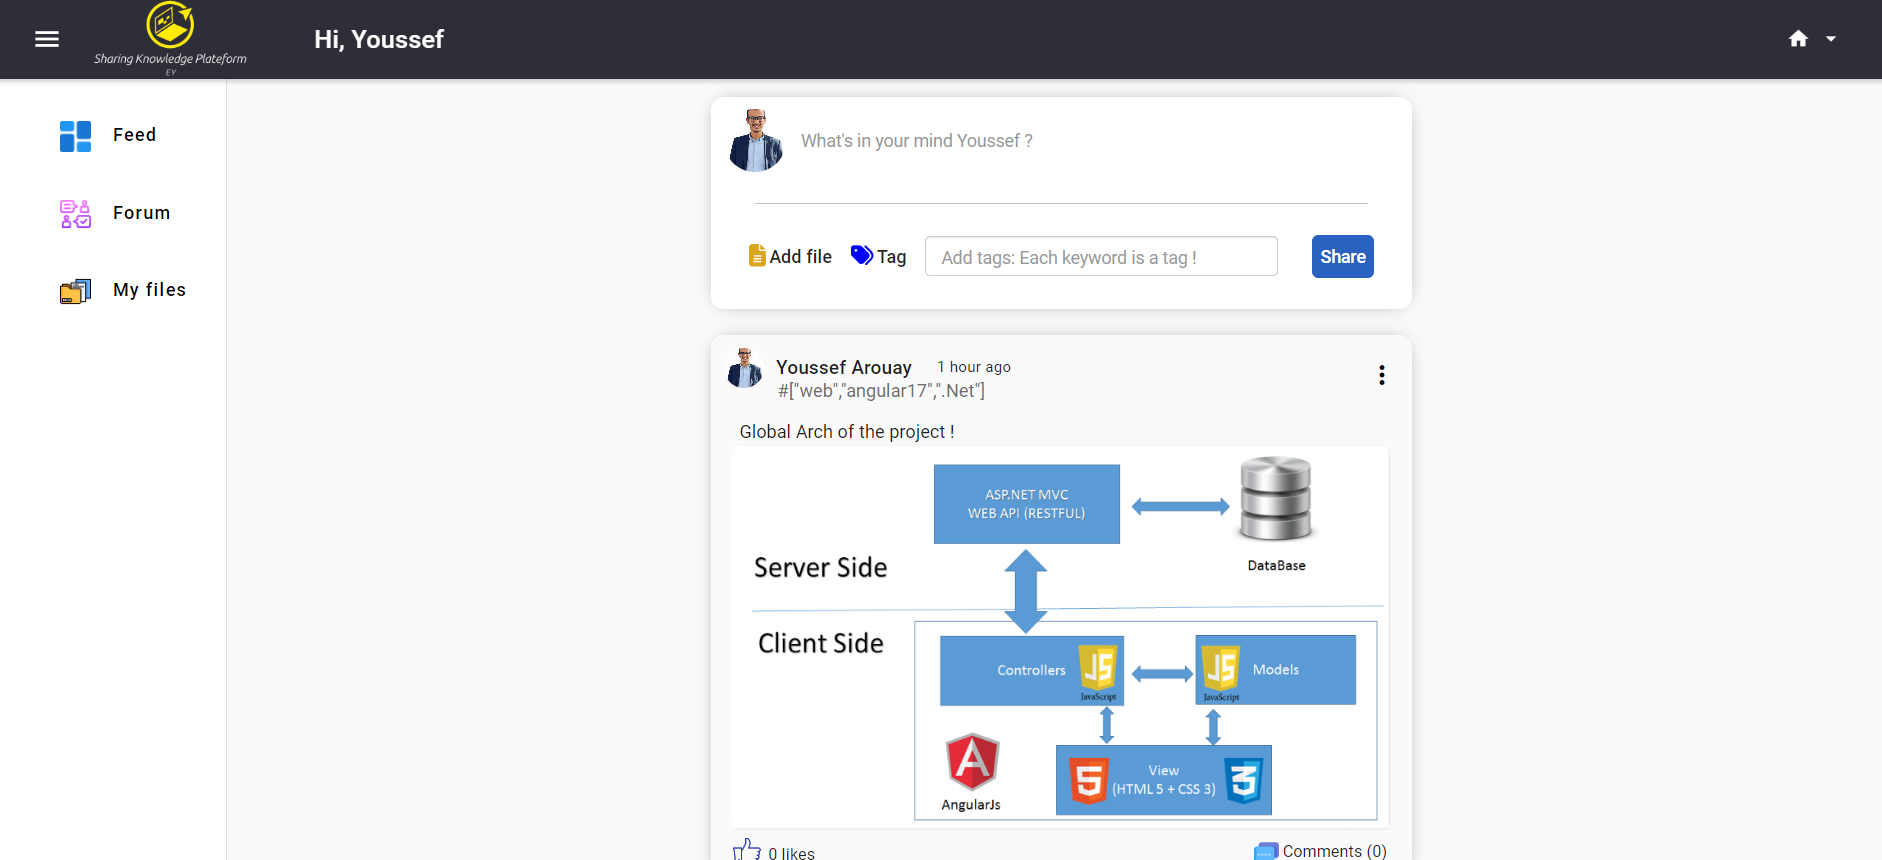 Sharing Knowledge Plateform
EY
Hi, Youssef
Feed
Forum
My files
What's in your mind Youssef ?
Add file
Tag
Add tags: Each keyword is a tag !
Share
Youssef Arouay 1 hour ago
#["web","angular17",".Net"]
Global Arch of the project !
ASP.NET MVC
WEB API (RESTFUL)
DataBase
Server Side
Client Side
Controllers
JS
JavaScript
JS
JavaScript
Models
AngularJs
A
5
View
(HTML 5 + CSS 3)
3
0 likes
Comments (0)